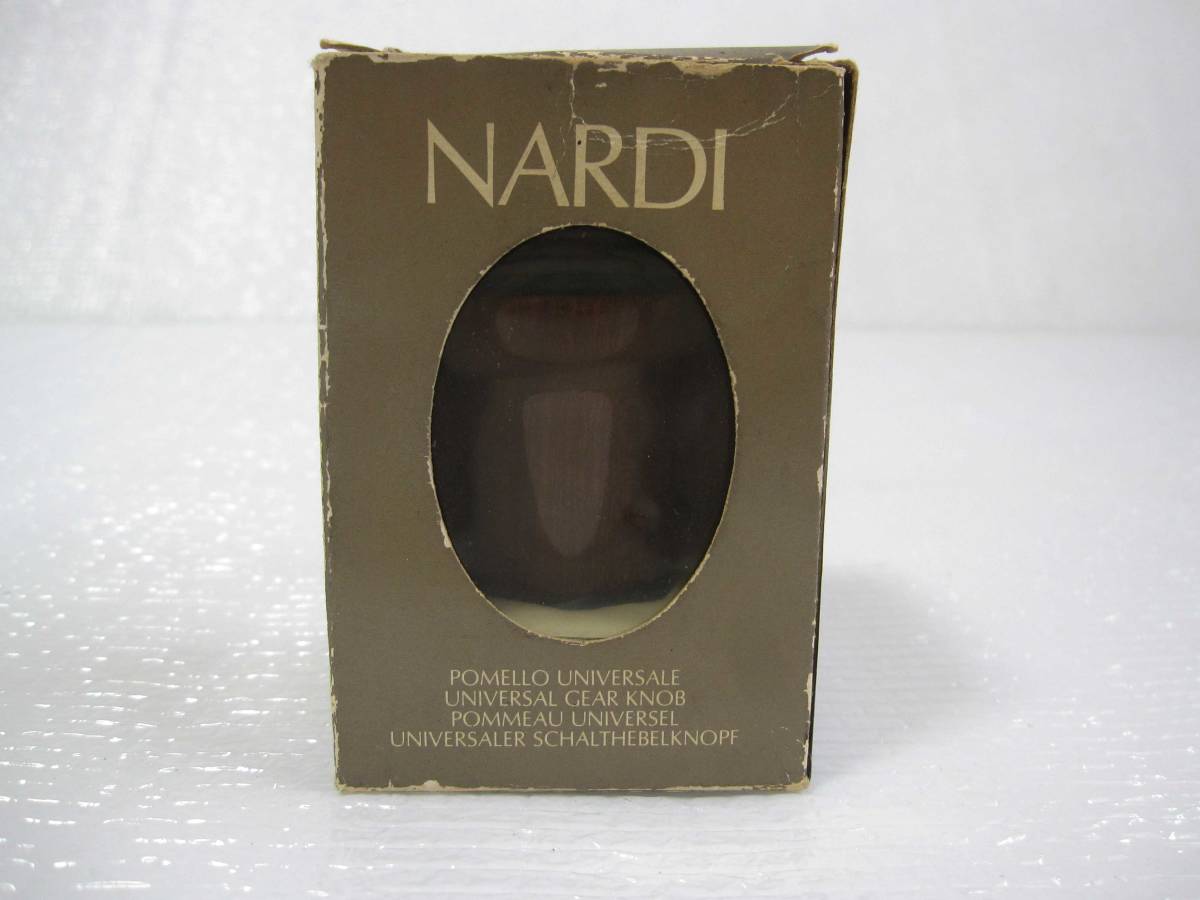 NARDI
POMELLO UNIVERSALE
UNIVERSAL GEAR KNOB
POMMEAU UNIVERSEL
UNIVERSALER SCHALTHEBELKNOPF